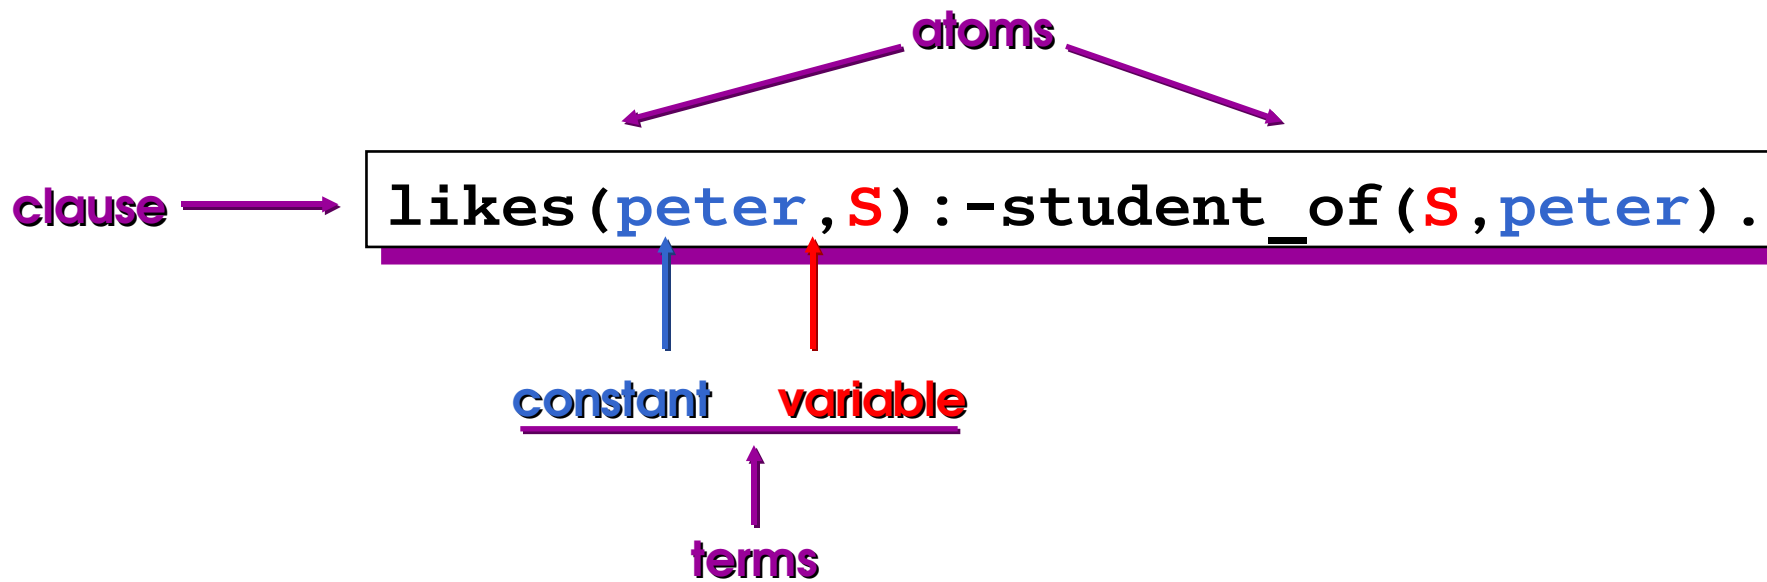 atoms
clause
likes(peter,S):-student_of(S,peter).
constant variable
terms